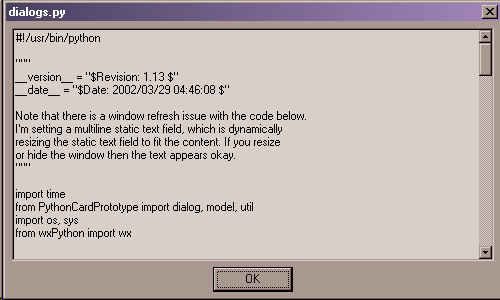 dialogs.py
#!/usr/bin/python

"""
__version__ = "$Revision: 1.13 $"
__date__ = "$Date: 2002/03/29 04:46:08 $"

Note that there is a window refresh issue with the code below.
I'm setting a multiline static text field, which is dynamically
resizing the static text field to fit the content. If you resize
or hide the window then the text appears okay.
"""

import time
from PythonCardPrototype import dialog, model, util
import os, sys
from wxPython import wx
OK